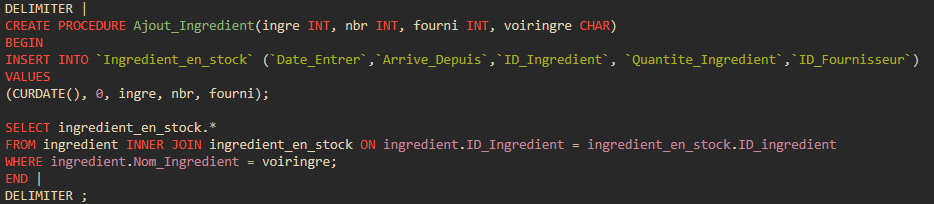 DELIMITER |
CREATE PROCEDURE Ajout_Ingredient(ingre INT, nbr INT, fourni INT, voiringre CHAR)
BEGIN
INSERT INTO `Ingredient_en_stock` (`Date_Entrer`,`Arrive_Depuis`,`ID_Ingredient`, `Quantite_Ingredient`,`ID_Fournisseur`)
VALUES
(CURDATE(), 0, ingre, nbr, fourni);
SELECT ingredient_en_stock.*
FROM ingredient INNER JOIN ingredient_en_stock ON ingredient.ID_Ingredient = ingredient_en_stock.ID_ingredient
WHERE ingredient.Nom_Ingredient = voiringre;
END |
DELIMITER ;